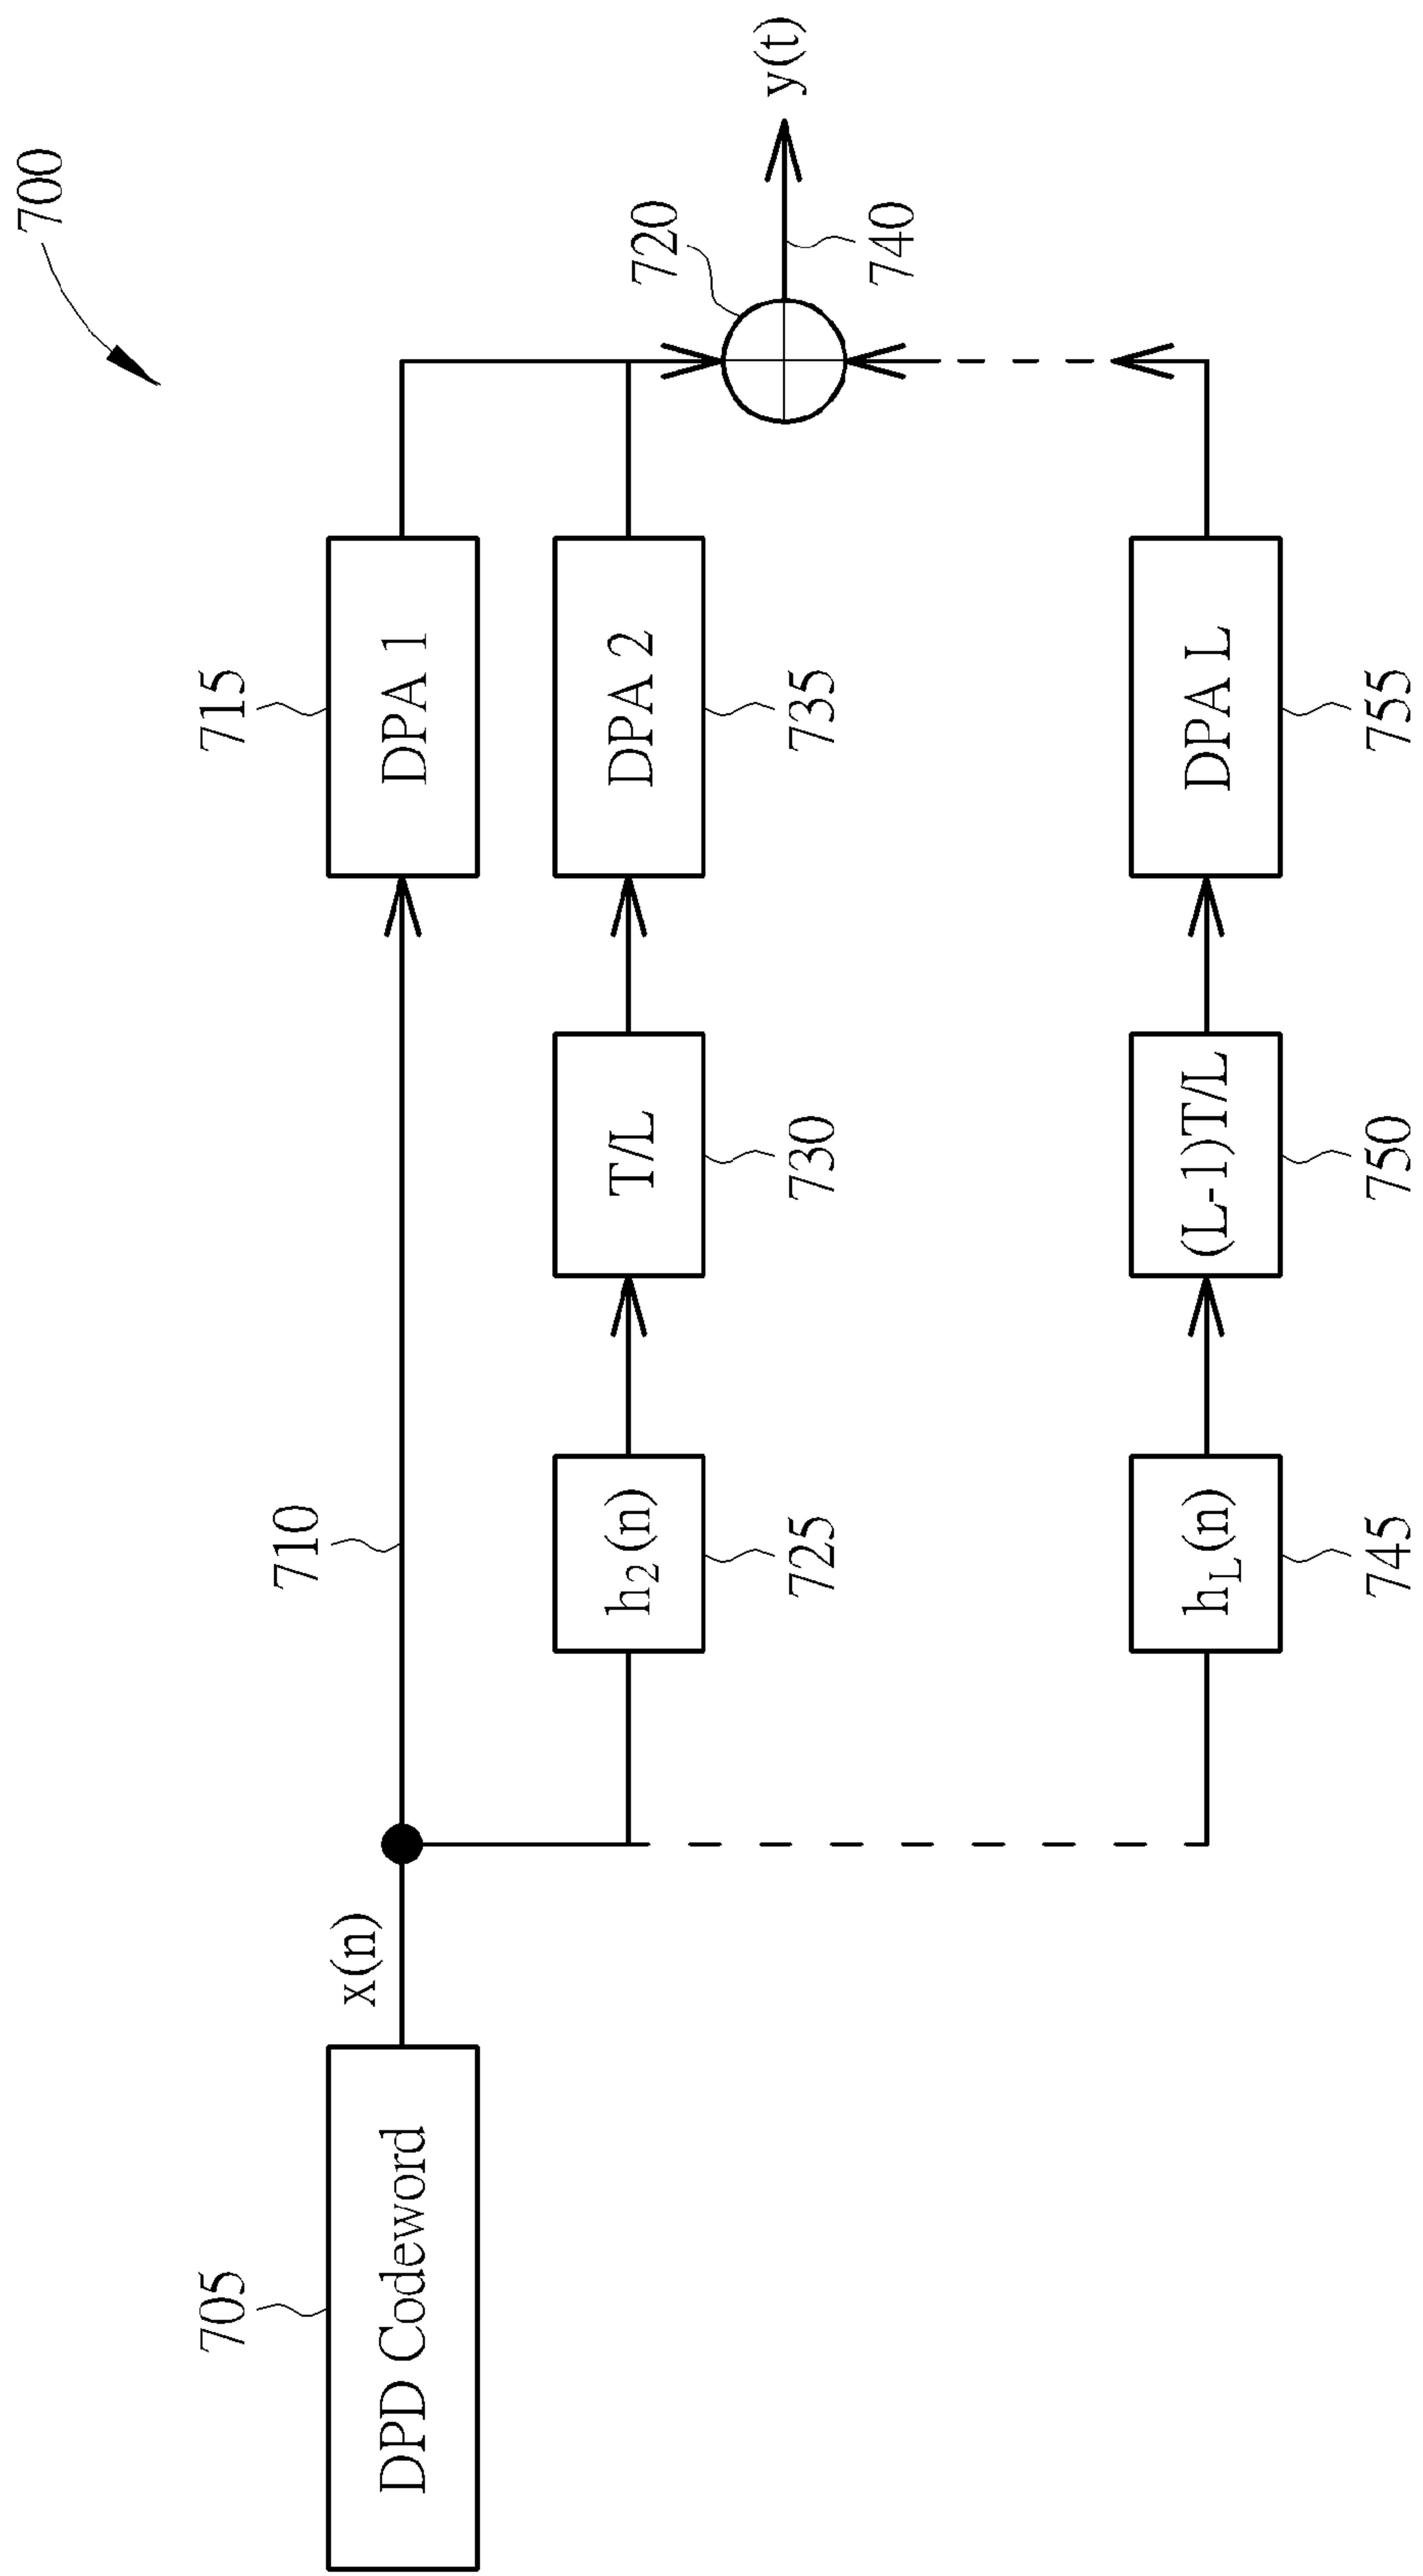 700
715
DPA 1
710
x(n)
705
DPD Codeword
720
y(t)
740
h2(n)
725
T/L
730
DPA 2
735
hL(n)
745
(L-1)T/L
750
DPA L
755